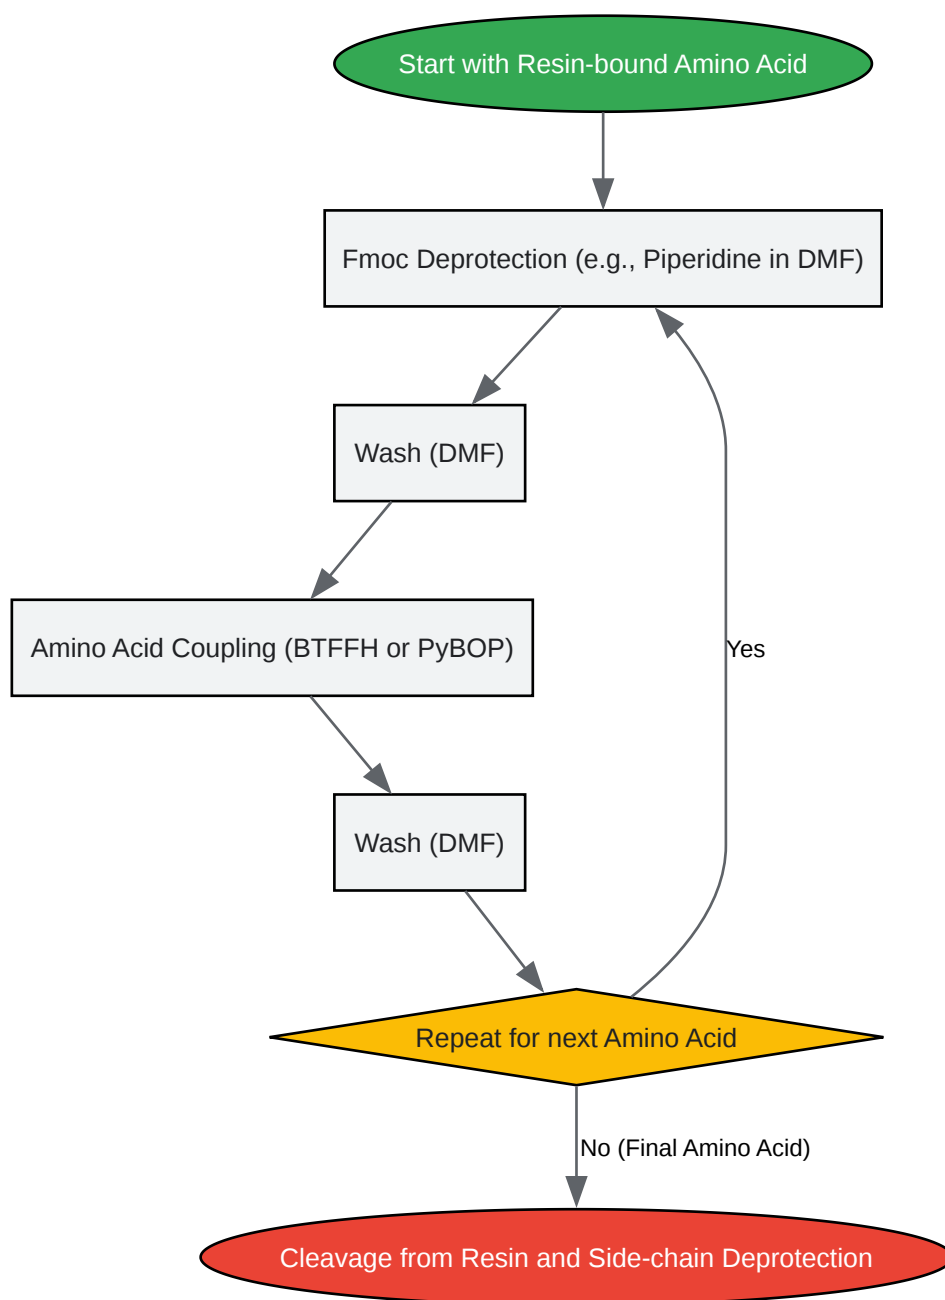 Start with Resin-bound Amino Acid
Fmoc Deprotection (e.g., Piperidine in DMF)
Wash (DMF)
Amino Acid Coupling (BTFFH or PyBOP)
Yes
Wash (DMF)
Repeat for next Amino Acid
No (Final Amino Acid)
Cleavage from Resin and Side-chain Deprotection